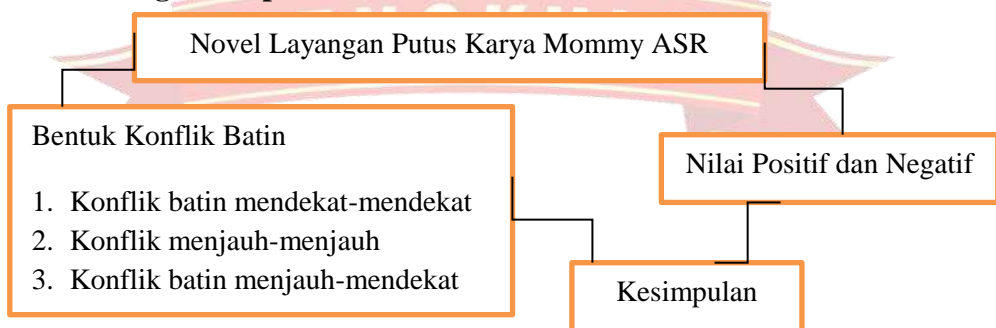 Novel Layangan Putus Karya Mommy ASR
Bentuk Konflik Batin
1. Konflik batin mendekat-mendekat
2. Konflik menjauh-menjauh
3. Konflik batin menjauh-mendekat
Nilai Positif dan Negatif
Kesimpulan